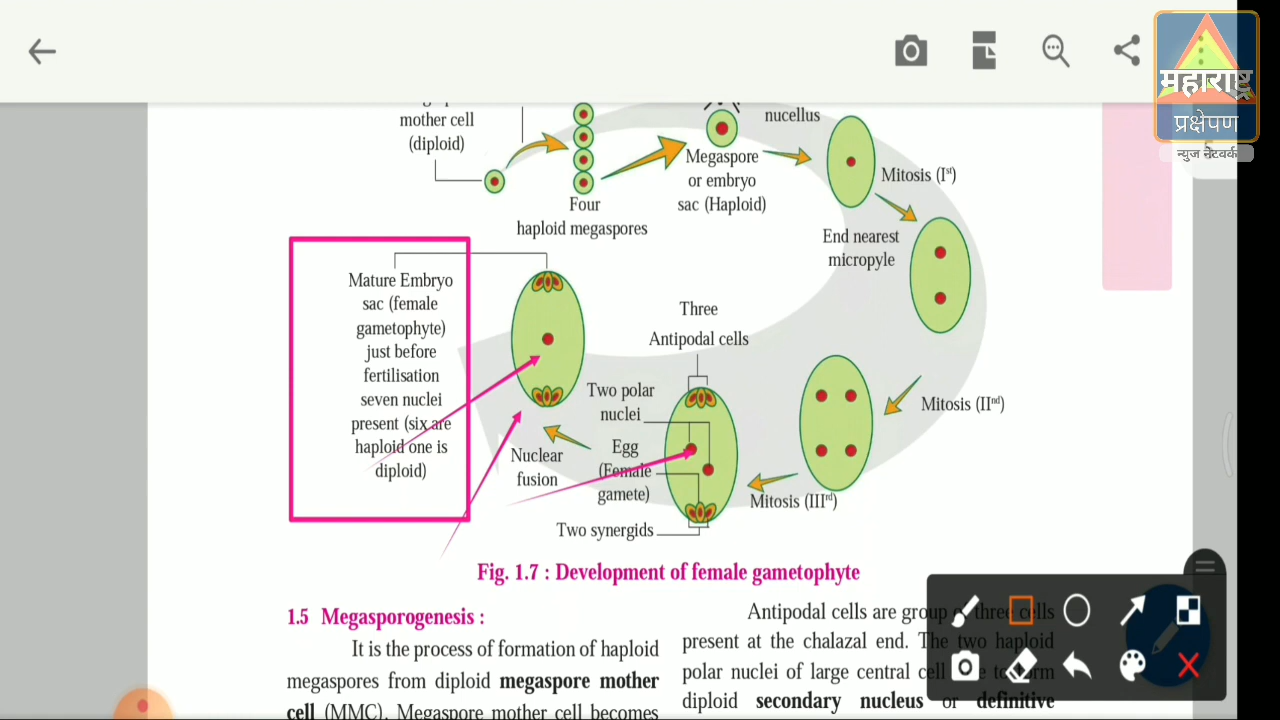 महाराष्ट्र
प्रक्षेपण
न्युज नेटवर्क
mother cell
(diploid)
Four
haploid megaspores
nucellus
Megaspore
or embryo
sac (Haploid)
Mitosis (Ist)
End nearest
micropyle
Mature Embryo
sac (female
gametophyte)
just before
fertilisation
seven nuclei
present (six are
haploid one is
diploid)
Three
Antipodal cells
Two polar
nuclei
Egg
(Female
gamete)
Nuclear
fusion
Two synergids
Mitosis (IInd)
Mitosis (IIIrd)
Fig. 1.7 : Development of female gametophyte
1.5 Megasporogenesis :
It is the process of formation of haploid
megaspores from diploid megaspore mother
cell (MMC). Megaspore mother cell becomes
Antipodal cells are group of three cells
present at the chalazal end. The two haploid
polar nuclei of large central cell
diploid secondary nucleus or definitive